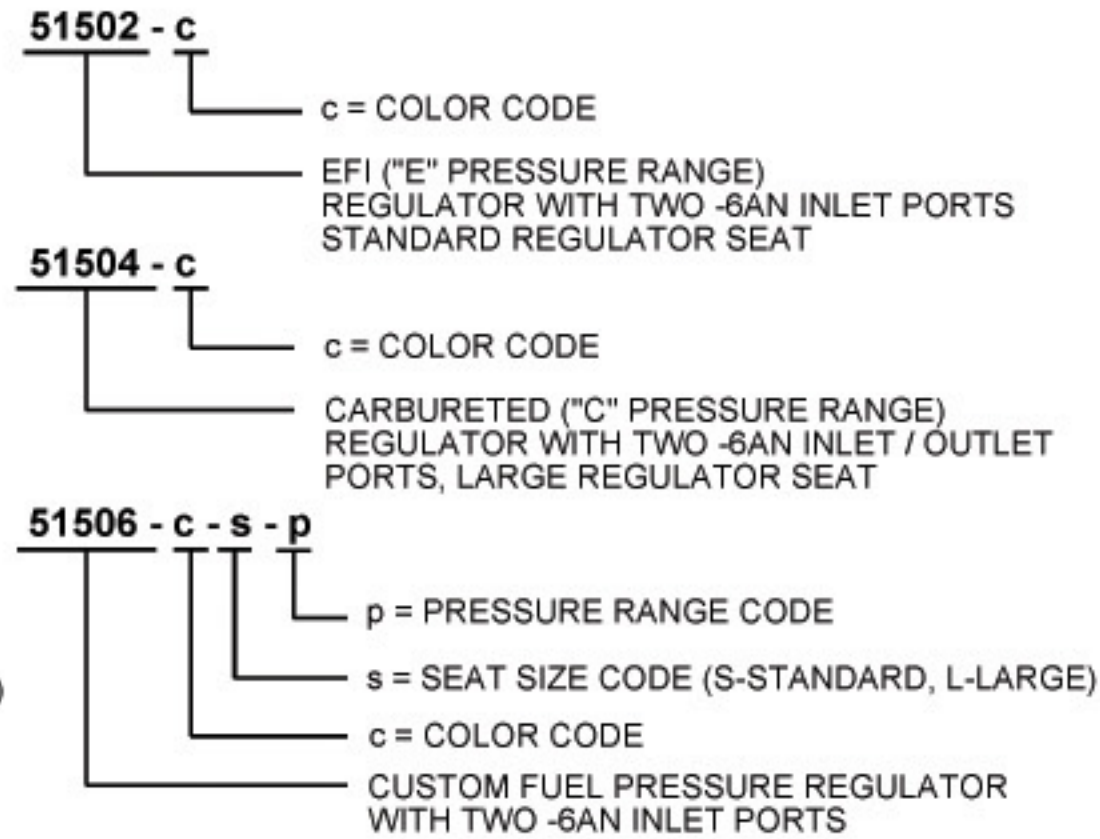 51502 - c
c = COLOR CODE
EFI ("E" PRESSURE RANGE)
REGULATOR WITH TWO -6AN INLET PORTS
STANDARD REGULATOR SEAT
51504 - c
c = COLOR CODE
CARBURETED ("C" PRESSURE RANGE)
REGULATOR WITH TWO -6AN INLET / OUTLET
PORTS, LARGE REGULATOR SEAT
51506 - c - s - p
p = PRESSURE RANGE CODE
s = SEAT SIZE CODE (S-STANDARD, L-LARGE)
c = COLOR CODE
CUSTOM FUEL PRESSURE REGULATOR
WITH TWO -6AN INLET PORTS